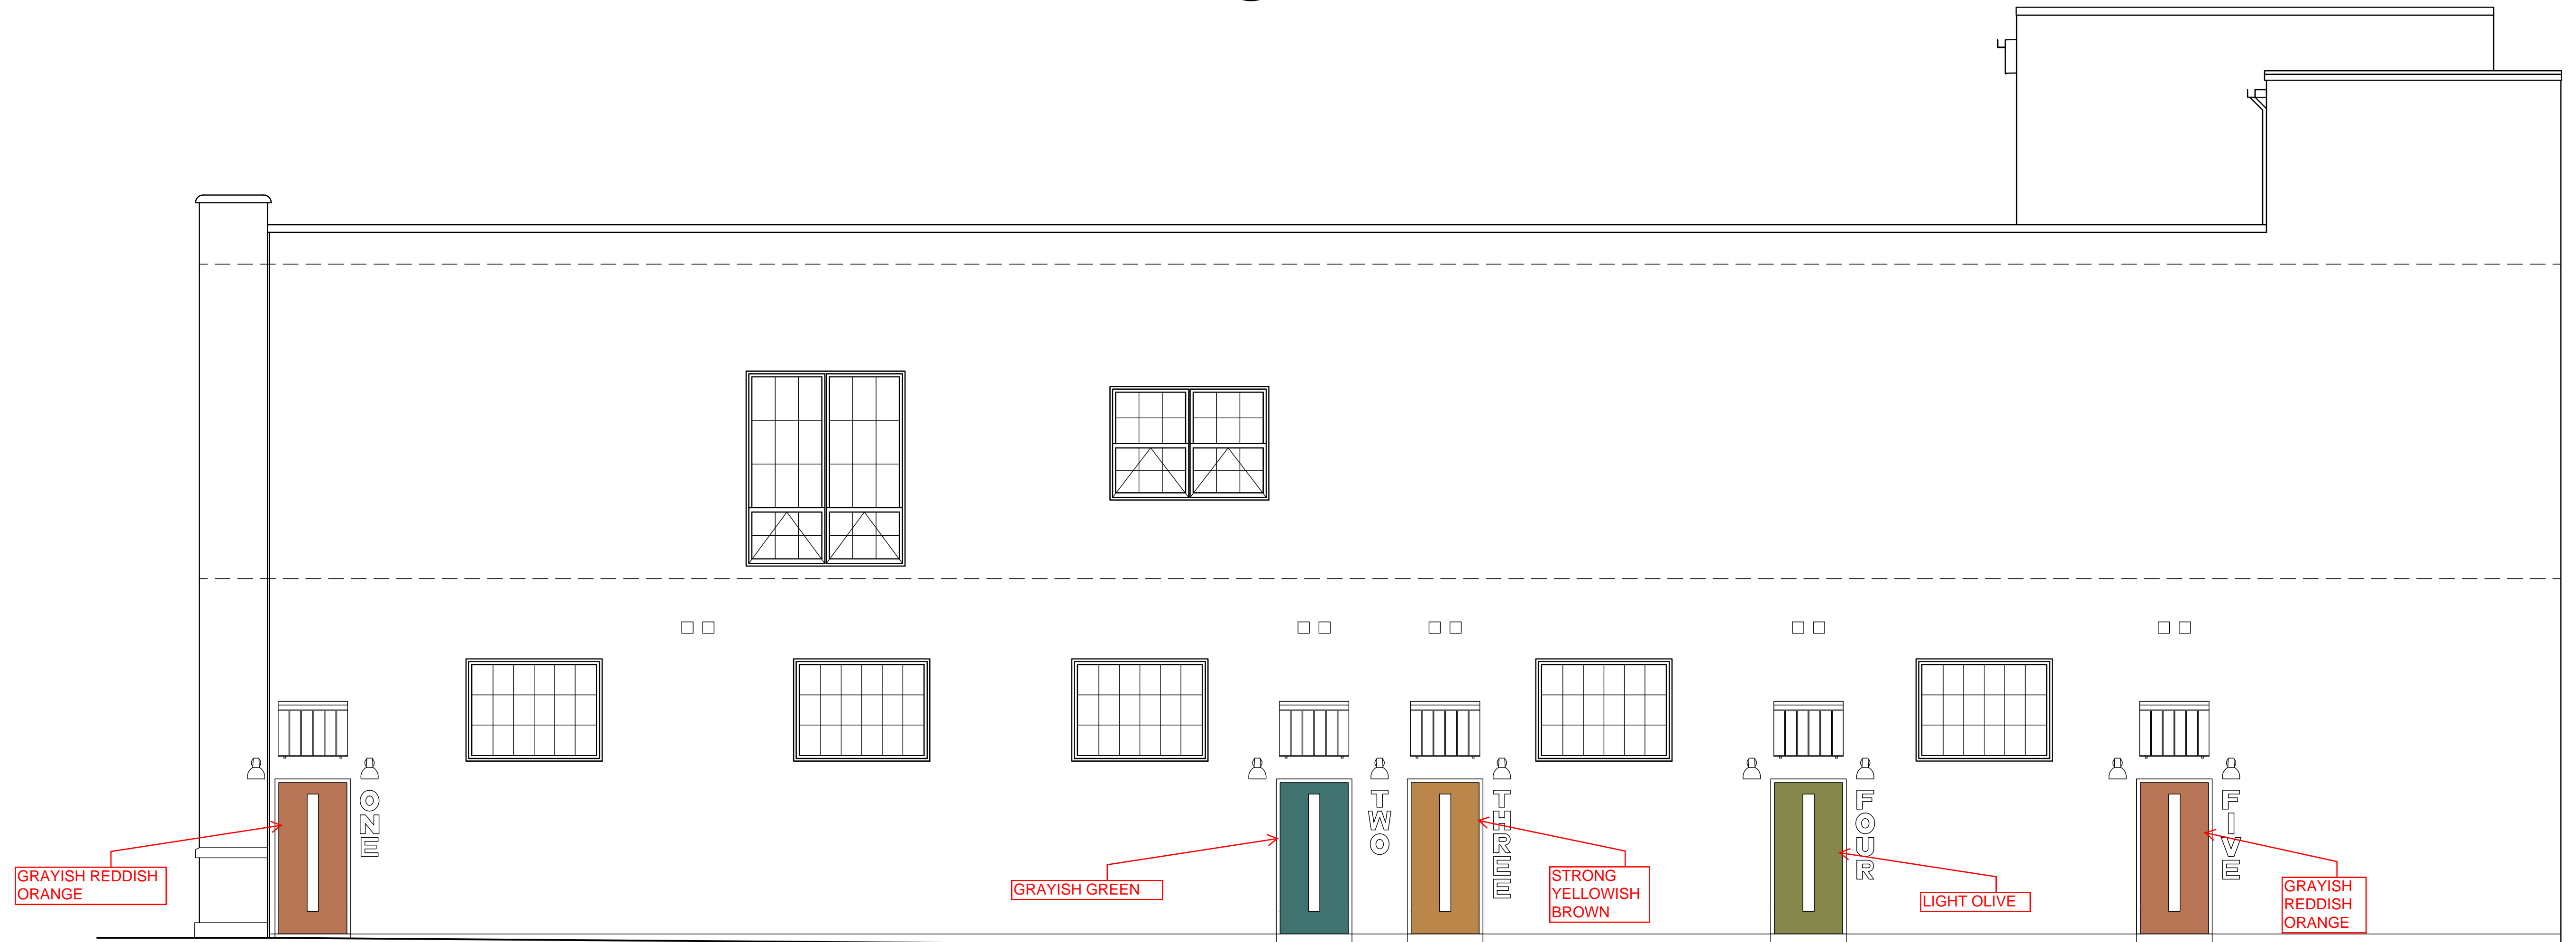 ONE
TWO
THREE
FOUR
FIVE
GRAYISH REDDISH
ORANGE
GRAYISH GREEN
STRONG
YELLOWISH
BROWN
LIGHT OLIVE
GRAYISH
REDDISH
ORANGE